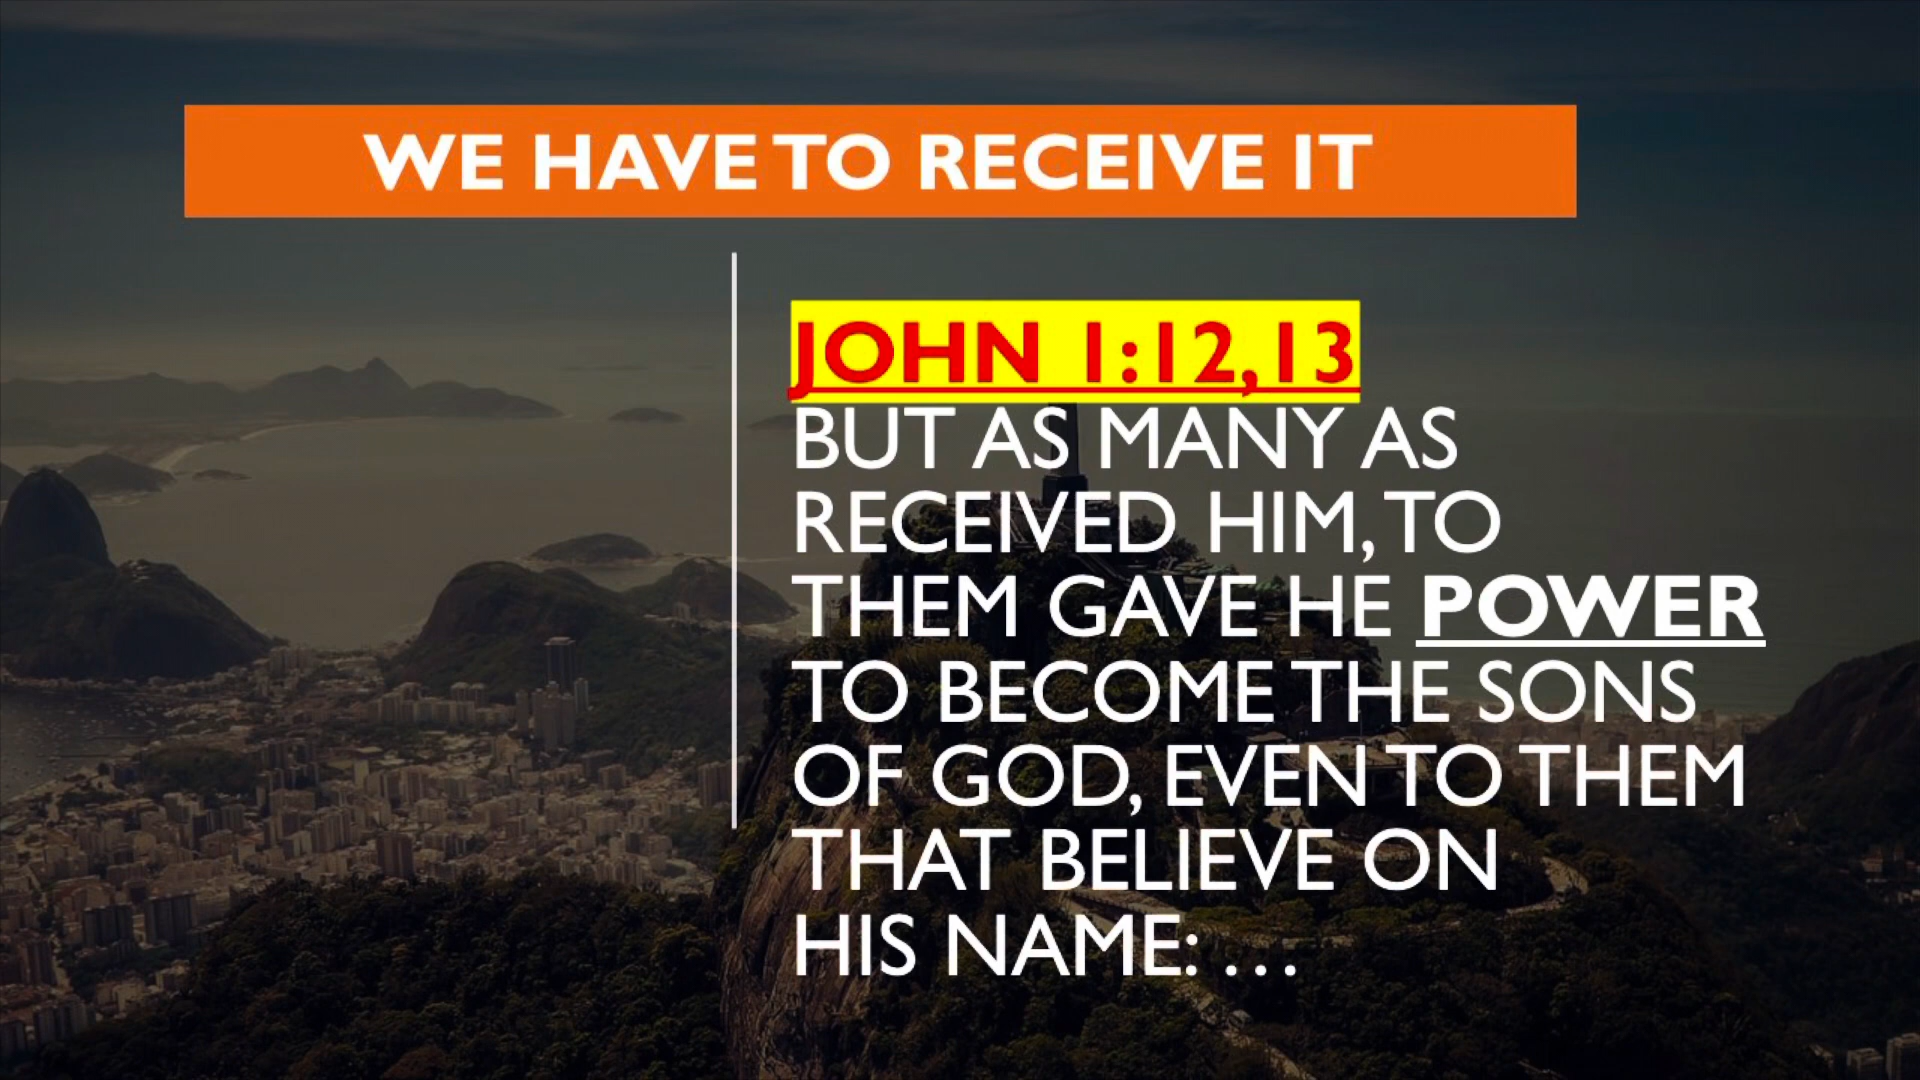 WE HAVE TO RECEIVE IT
JOHN 1:12,13
BUT AS MANY AS
RECEIVED HIM, TO
THEM GAVE HE POWER
TO BECOME THE SONS
OF GOD, EVEN TO THEM
THAT BELIEVE ON
HIS NAME: ...